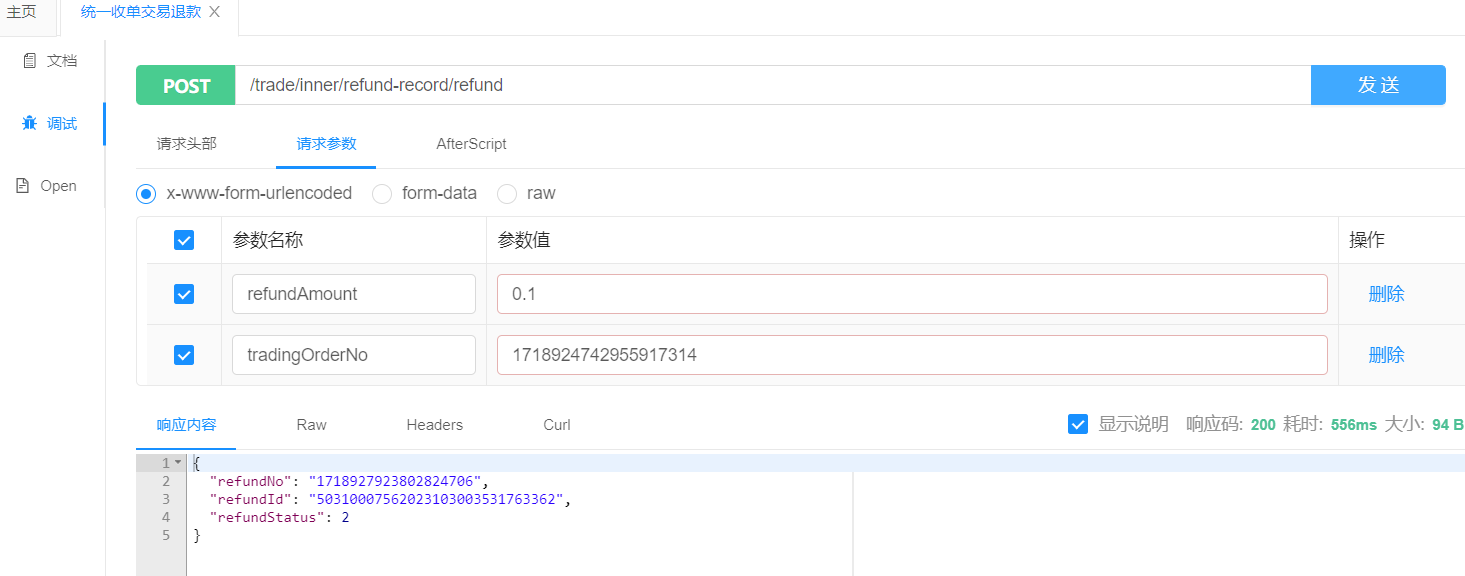 主页
统一收单交易退款 X
文档
调试
Open
POST
/trade/inner/refund-record/refund
发 送
请求头部
请求参数
AfterScript
x-www-form-urlencoded
form-data
raw
参数名称
参数值
操作
refundAmount
0.1
删除
tradingOrderNo
1718924742955917314
删除
响应内容
Raw
Headers
Curl
显示说明 响应码: 200 耗时: 556ms 大小: 94 B
1 {
2 "refundNo": "1718927923802824706",
3 "refundId": "50310007562023103003531763362",
4 "refundStatus": 2
5 }